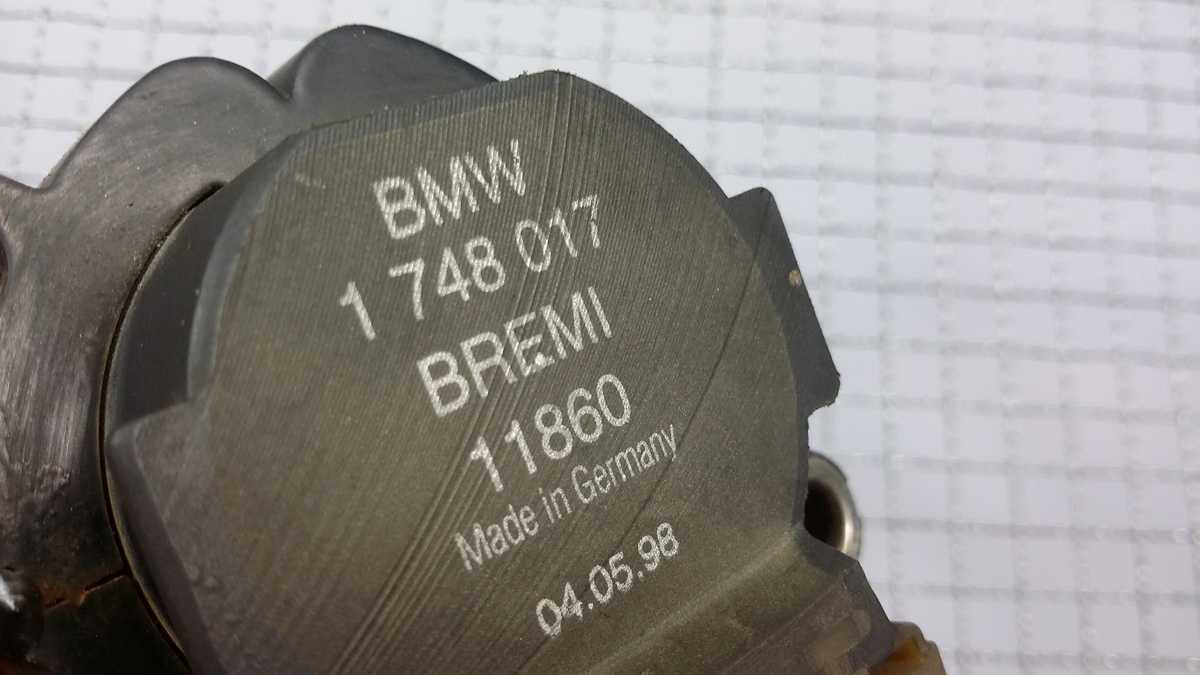 BMW
1 748 017
BREMI
11860
Made in Germany
04.05.98